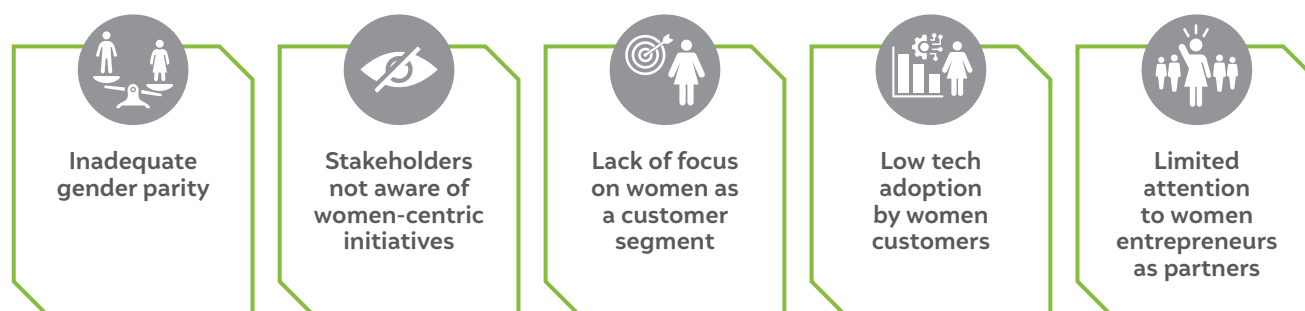 Inadequate
gender parity
Stakeholders
not aware of
women-centric
initiatives
Lack of focus
on women as
a customer
segment
Low tech
adoption
by women
customers
Limited
attention
to women
entrepreneurs
as partners